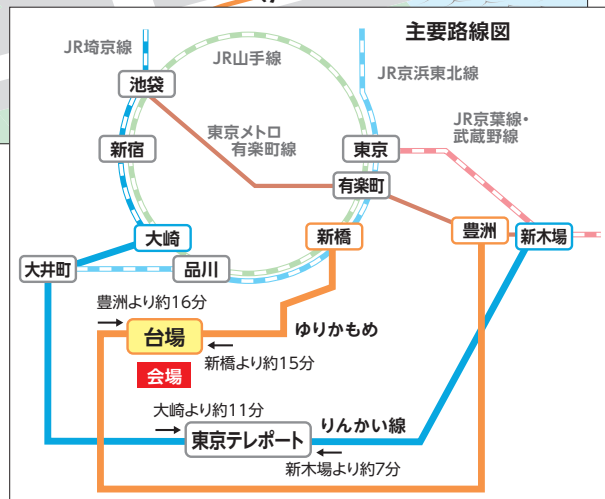 主要路線図
JR埼京線
JR山手線
JR京浜東北線
池袋
JR京葉線・
武蔵野線
東京メトロ
有楽町線
新宿
東京
有楽町
大崎
新橋
豊洲
新木場
大井町
品川
豊洲より約16分
台場
ゆりかもめ
新橋より約15分
会場
大崎より約11分
東京テレポート
りんかい線
新木場より約7分